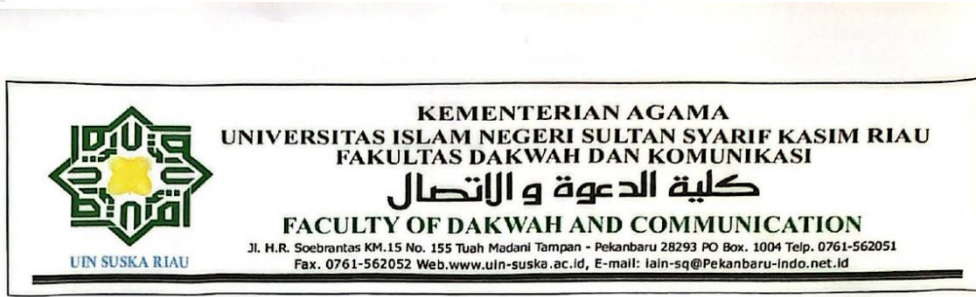 KEMENTERIAN AGAMA
UNIVERSITAS ISLAM NEGERI SULTAN SYARIF KASIM RIAU
FAKULTAS DAKWAH DAN KOMUNIKASI
كلية الدعوة و الاتصال
FACULTY OF DAKWAH AND COMMUNICATION
Jl. H.R. Soebrantas KM.15 No. 155 Tuah Madani Tampan - Pekanbaru 28293 PO Box. 1004 Telp. 0761-562051
Fax. 0761-562052 Web.www.uin-suska.ac.id, E-mail: iain-sq@Pekanbaru-indo.net.id
UIN SUSKA RIAU